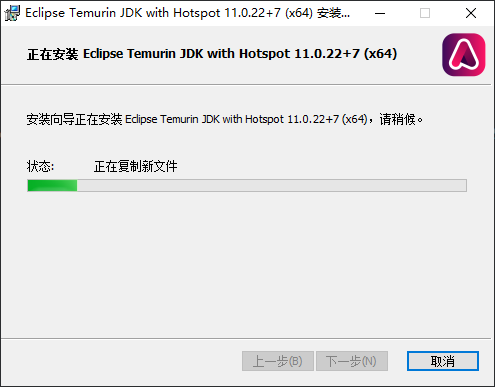 Eclipse Temurin JDK with Hotspot 11.0.22+7 (x64) 安装...
正在安装 Eclipse Temurin JDK with Hotspot 11.0.22+7 (x64)
安装向导正在安装 Eclipse Temurin JDK with Hotspot 11.0.22+7 (x64)，请稍候。
状态: 正在复制新文件
上一步(B) 下一步(N) 取消